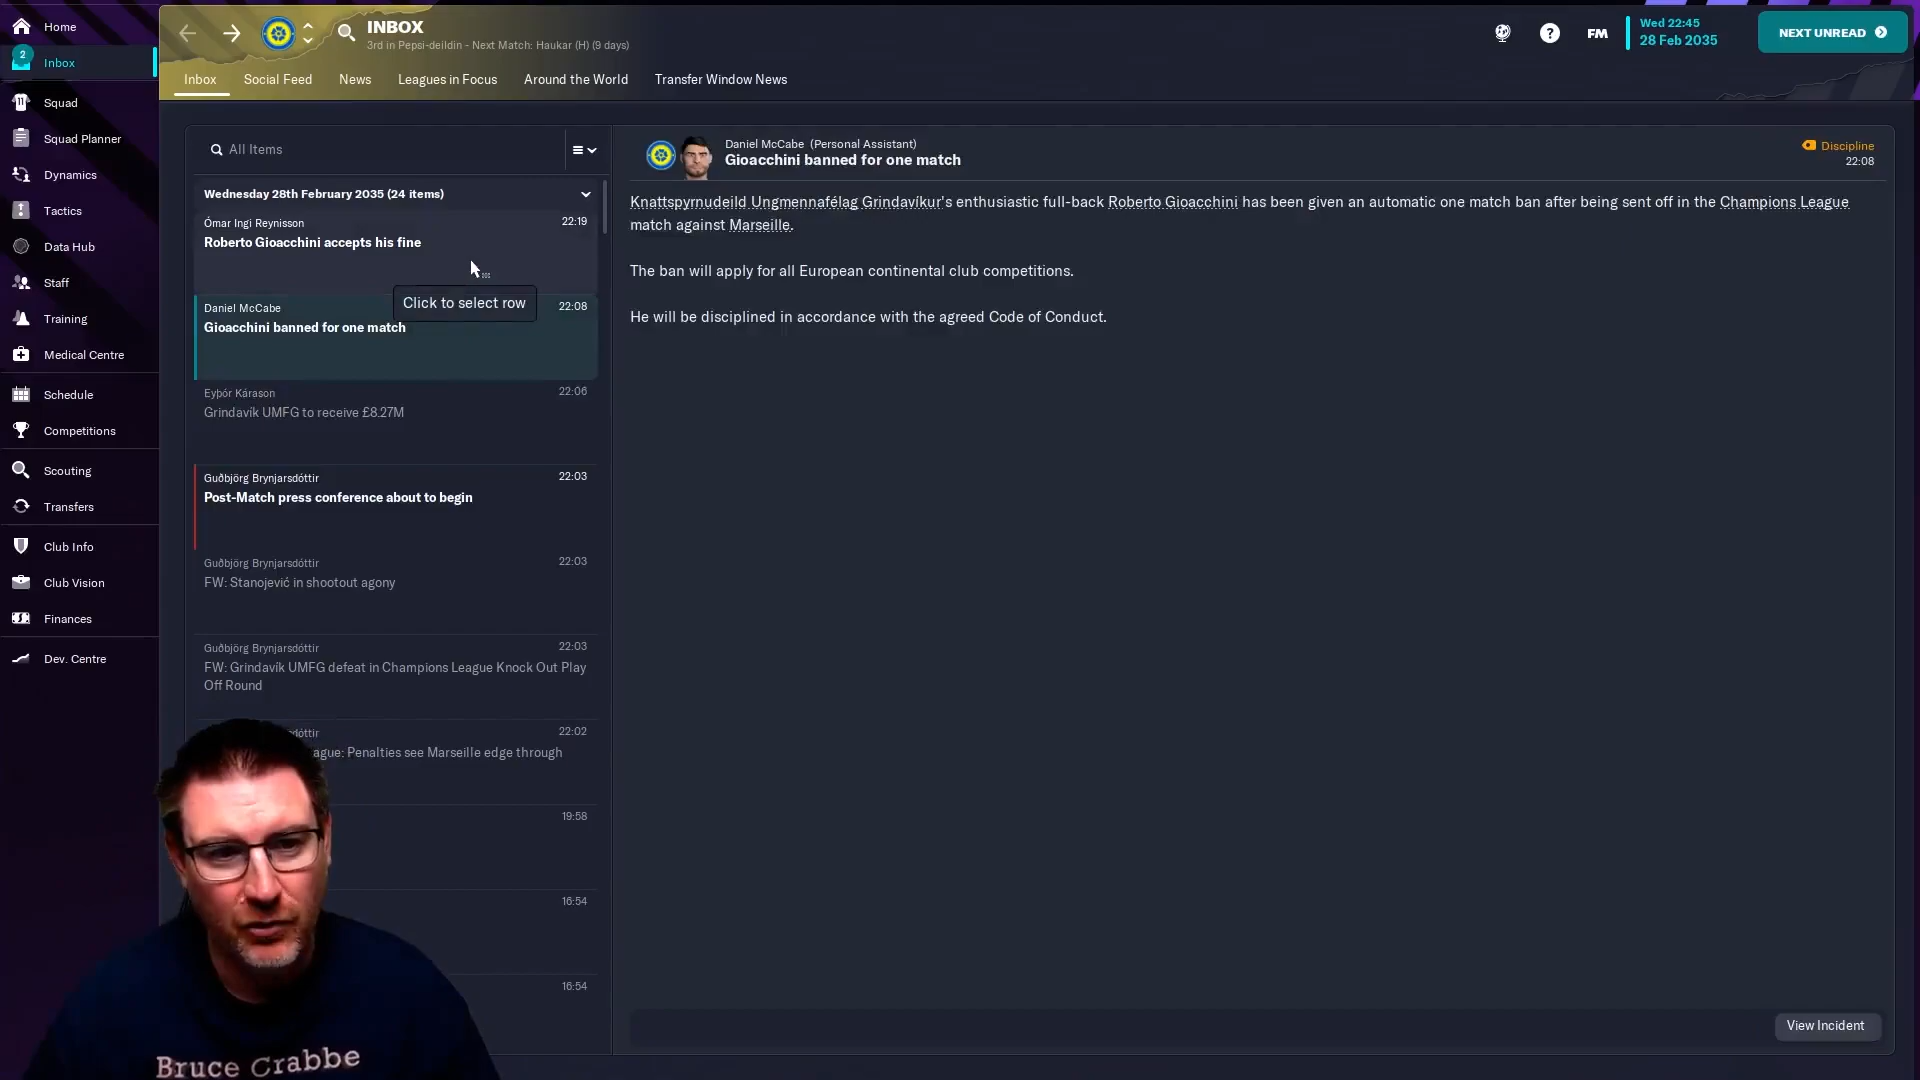 Home
2
Inbox
Squad
Squad Planner
Dynamics
Tactics
Data Hub
Staff
Training
Medical Centre
Schedule
Competitions
Scouting
Transfers
Club Info
Club Vision
Finances
Dev. Centre
INBOX
3rd in Pepsi-deildin - Next Match: Haukar (H) (9 days)
FM
Wed 22:45
28 Feb 2035
NEXT UNREAD
Inbox
Social Feed
News
Leagues in Focus
Around the World
Transfer Window News
All Items
Wednesday 28th February 2035 (24 items)
Ómar Ingi Reynisson
22:19
Roberto Gioacchini accepts his fine
Click to select row
Daniel McCabe
22:08
Gioacchini banned for one match
Eyþór Kárason
22:06
Grindavík UMFG to receive £8.27M
Guðbjörg Brynjarsdóttir
22:03
Post-Match press conference about to begin
Guðbjörg Brynjarsdóttir
22:03
FW: Stanojević in shootout agony
Guðbjörg Brynjarsdóttir
22:03
FW: Grindavík UMFG defeat in Champions League Knock Out Play
Off Round
22:02
Penalties see Marseille edge through
19:58
16:54
16:54
Daniel McCabe (Personal Assistant)
Gioacchini banned for one match
Discipline
22:08
Knattspyrnudeild Ungmennafélag Grindavíkur's enthusiastic full-back Roberto Gioacchini has been given an automatic one match ban after being sent off in the Champions League
match against Marseille.
The ban will apply for all European continental club competitions.
He will be disciplined in accordance with the agreed Code of Conduct.
View Incident
Bruce Crabbe